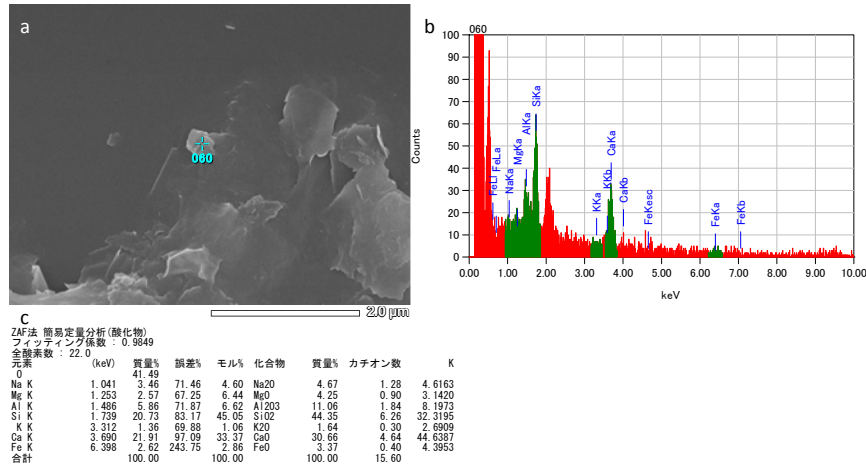 a
060
2.0 µm
b
060
Counts
100
90
80
70
60
50
40
30
20
10
0
FeLl
FeLa
NaKa
MgKa
AlKa
SiKa
KKa
KKb
CaKa
CaKb
FeKesc
FeKa
FeKb
0.00 1.00 2.00 3.00 4.00 5.00 6.00 7.00 8.00 9.00 10.00
keV
c
ZAF法 簡易定量分析(酸化物)
フィッティング係数 : 0.9849
全酸素数 : 22.0
元素 (keV) 質量% 誤差% モル% 化合物 質量% カチオン数 K
O 41.49
Na K 1.041 3.46 71.46 4.60 Na2O 4.67 1.28 4.6163
Mg K 1.253 2.57 67.25 6.44 MgO 4.25 0.90 3.1420
Al K 1.486 5.86 71.87 6.62 Al2O3 11.06 1.84 8.1973
Si K 1.739 20.73 83.17 45.05 SiO2 44.35 6.26 32.3195
K K 3.312 1.36 69.88 1.06 K2O 1.64 0.30 2.6909
Ca K 3.690 21.91 97.09 33.37 CaO 30.66 4.64 44.6387
Fe K 6.398 2.62 243.75 2.86 FeO 3.37 0.40 4.3953
合計 100.00 100.00 100.00 15.60